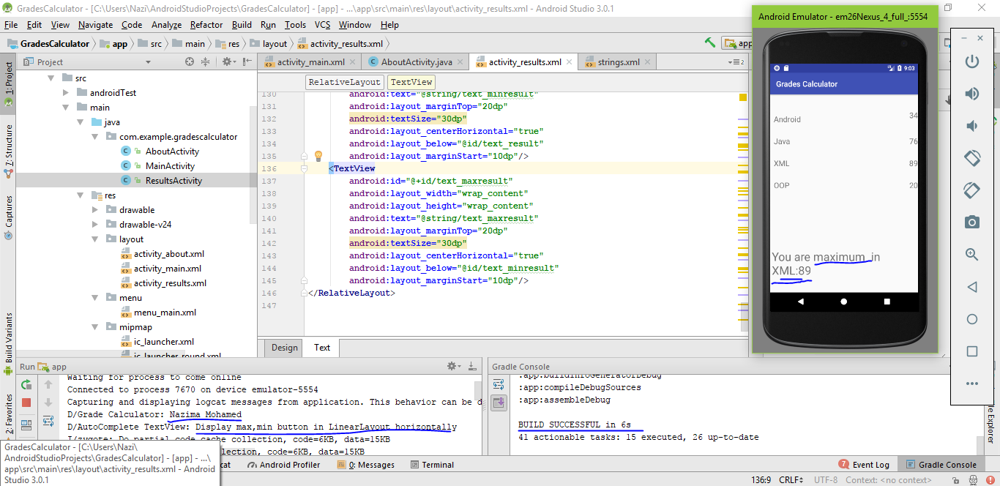 GradesCalculator - [C:\Users\Nazi\AndroidStudioProjects\GradesCalculator] - [app] - ...\app\src\main\res\layout\activity_results.xml - Android Studio 3.0.1
File Edit View Navigate Code Analyze Refactor Build Run Tools VCS Window Help
GradesCalculator app src main res layout activity_results.xml app
Project
activity_main.xml AboutActivity.java activity_results.xml strings.xml
RelativeLayout TextView
1: Project
7: Structure
Captures
Build Variants
2: Favorites
src
androidTest
main
java
com.example.gradescalculator
AboutActivity
MainActivity
ResultsActivity
res
drawable
drawable-v24
layout
activity_about.xml
activity_main.xml
activity_results.xml
menu
menu_main.xml
mipmap
ic_launcher.xml
ic_launcher_round.xml
130 android:text="@string/text_minresult"
131 android:layout_marginTop="20dp"
132 android:textSize="30dp"
133 android:layout_centerHorizontal="true"
134 android:layout_below="@id/text_result"
135 android:layout_marginStart="10dp"/>
136 <TextView
137 android:id="@+id/text_maxresult"
138 android:layout_width="wrap_content"
139 android:layout_height="wrap_content"
140 android:text="@string/text_maxresult"
141 android:layout_marginTop="20dp"
142 android:textSize="30dp"
143 android:layout_centerHorizontal="true"
144 android:layout_below="@id/text_minresult"
145 android:layout_marginStart="10dp"/>
146 </RelativeLayout>
147
Design Text
Android Emulator - em26Nexus_4_full_:5554
9:03
Grades Calculator
Android 34
Java 76
XML 89
OOP 20
You are maximum in
XML:89
Run app
Waiting for process to come online
Connected to process 7670 on device emulator-5554
Capturing and displaying logcat messages from application. This behavior can be d
D/Grade Calculator: Nazima Mohamed
D/AutoComplete TextView: Display max,min button in LinearLayout horizontally
I/zygote: Do partial code cache collection, code=6KB, data=15KB
llection, code=6KB, data=15KB
Gradle Console
:app:buildInfoGeneratorDebug
:app:compileDebugSources
:app:assembleDebug
BUILD SUCCESSFUL in 6s
41 actionable tasks: 15 executed, 26 up-to-date
GradesCalculator - [C:\Users\Nazi\
AndroidStudioProjects\GradesCalculator] - [app] - ...\
app\src\main\res\layout\activity_results.xml - Android
Studio 3.0.1
cat Android Profiler 0: Messages Terminal
7 Event Log Gradle Console
136:9 CRLF UTF-8 Context: <no context>